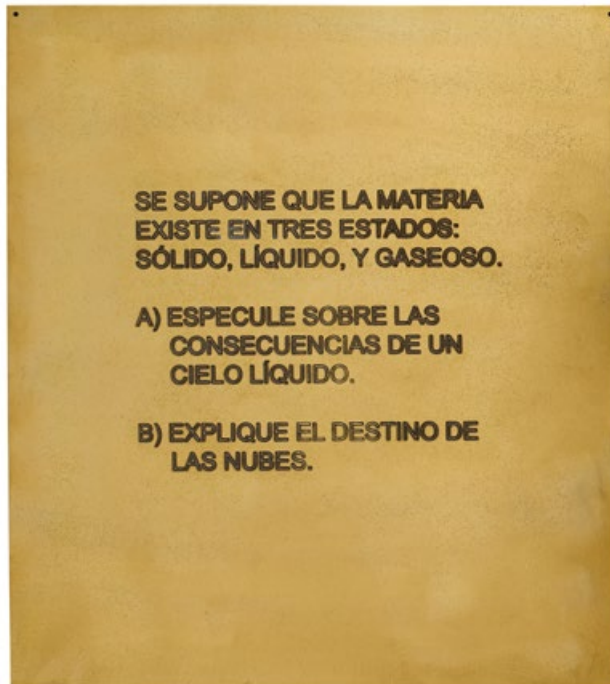 SE SUPONE QUE LA MATERIA
EXISTE EN TRES ESTADOS:
SÓLIDO, LÍQUIDO, Y GASEOSO.
A) ESPECULE SOBRE LAS
CONSECUENCIAS DE UN
CIELO LÍQUIDO.
B) EXPLIQUE EL DESTINO DE
LAS NUBES.